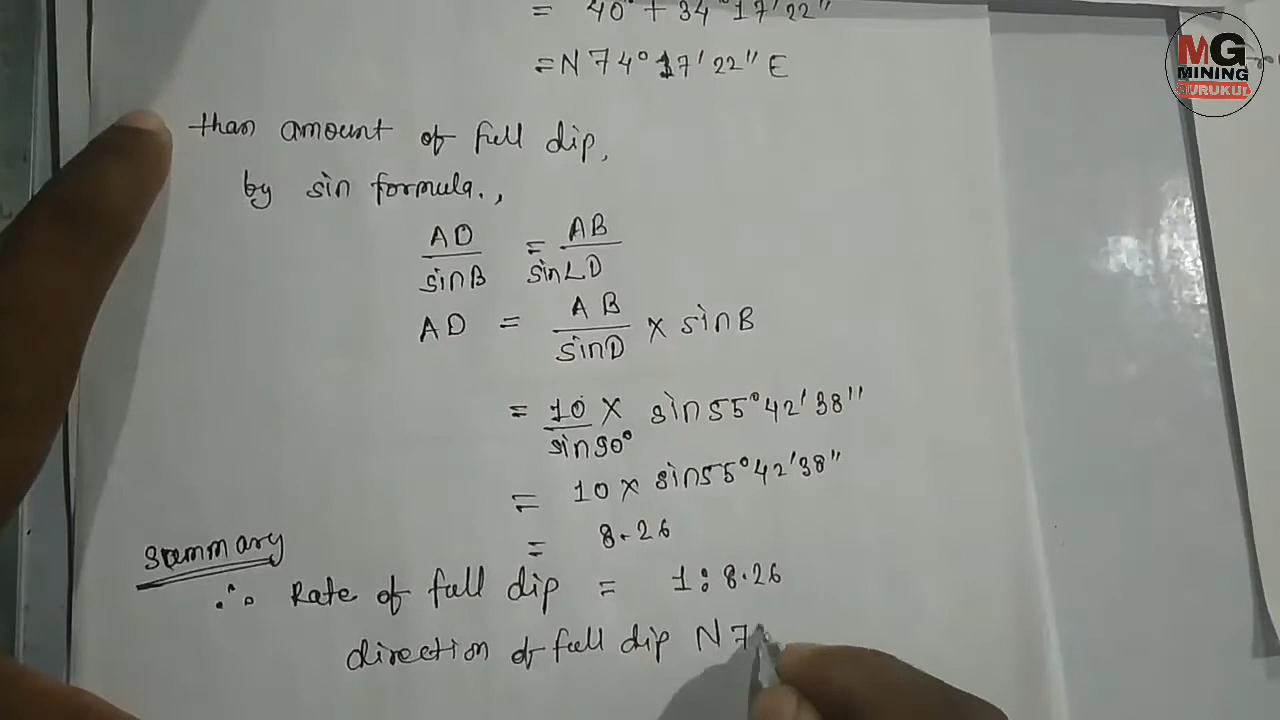 = 40° + 34°17'22"
= N 74°17'22" E
than amount of full dip,
by sin formula.,
AD/sinB = AB/sin∠D
AD = AB/sinD × sinB
= 10/sin90° × sin55°42'38"
= 10 × sin55°42'38"
= 8.26
Summary
∴ Rate of full dip = 1:8.26
direction of full dip N 7
MG
MINING
GURUKUL